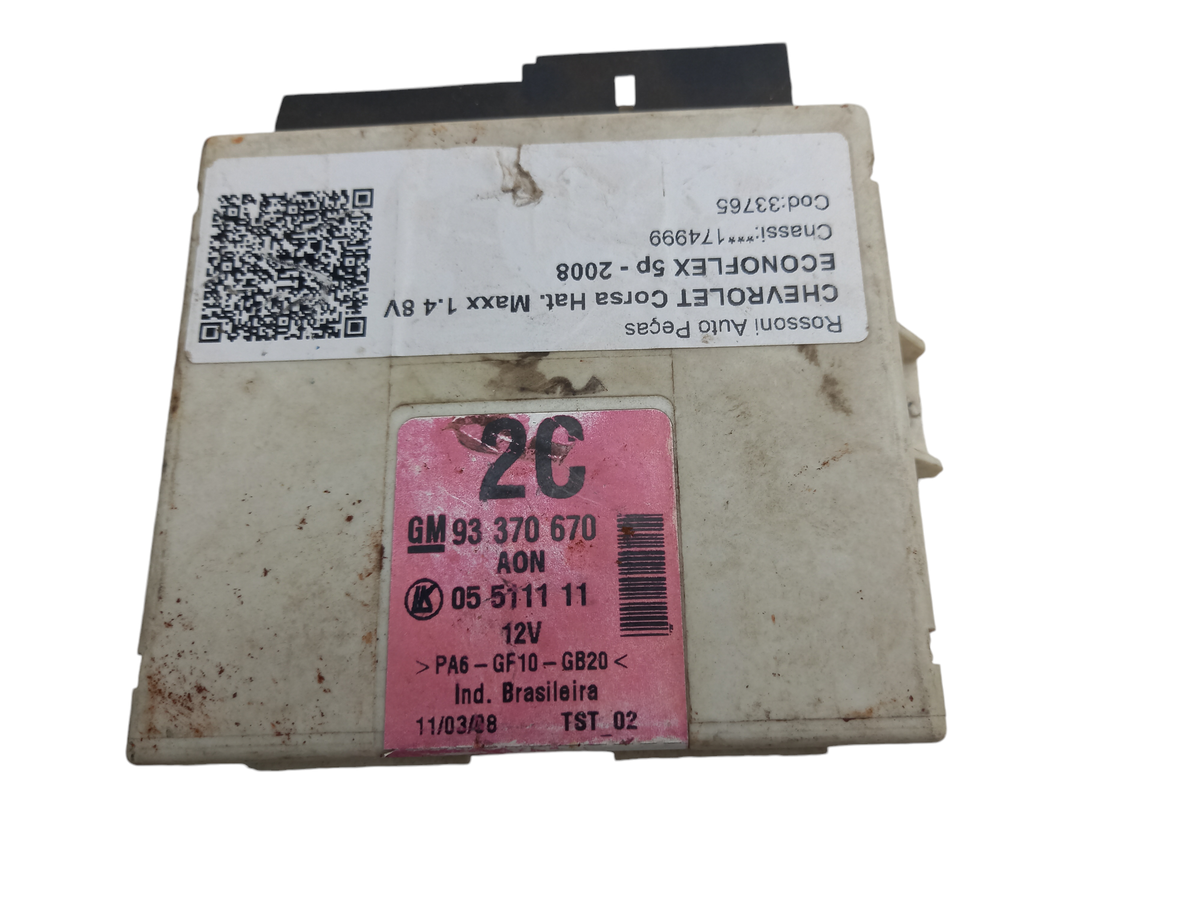 Rossoni Auto Peças
CHEVROLET Corsa Hat. Maxx 1.4 8V
ECONOFLEX 5p - 2008
Chassi:***174999
Cod:33765
2C
GM 93 370 670
AON
LK 05 5111 11
12V
>PA6-GF10-GB20<
Ind. Brasileira
11/03/08 TST_02